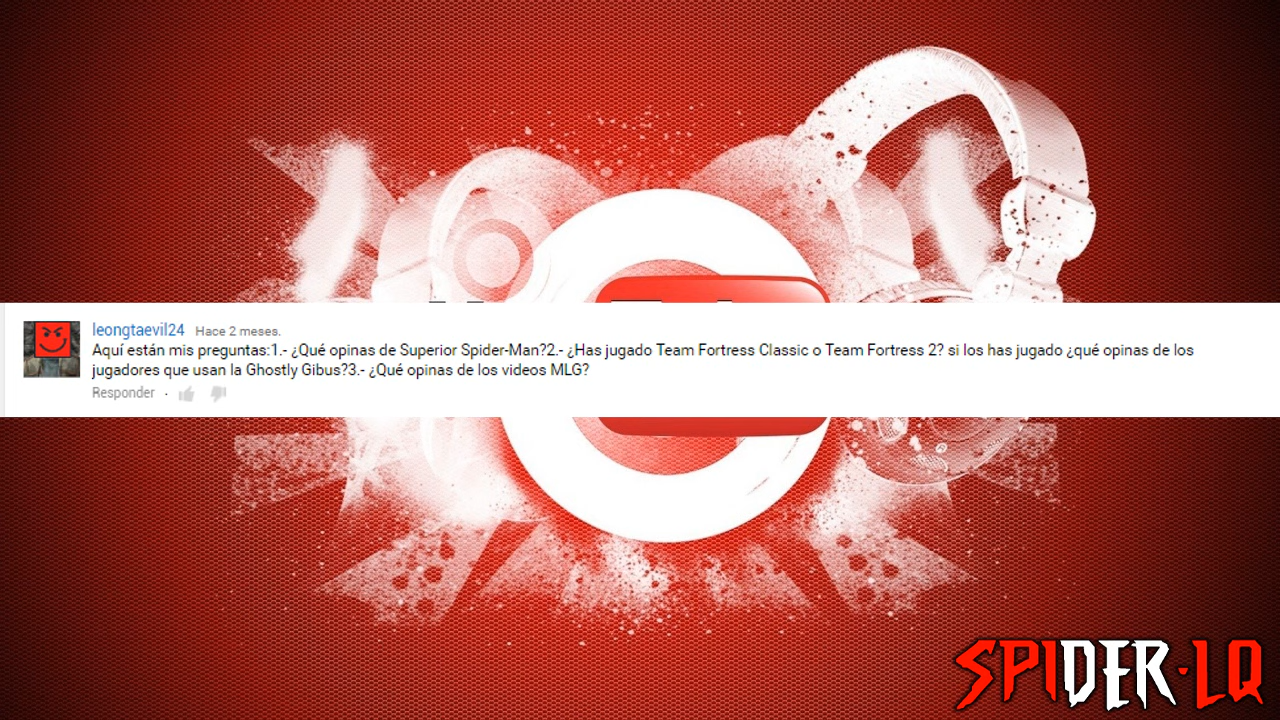 leongtaevil24 Hace 2 meses.
Aquí están mis preguntas:1.- ¿Qué opinas de Superior Spider-Man?2.- ¿Has jugado Team Fortress Classic o Team Fortress 2? si los has jugado ¿qué opinas de los
jugadores que usan la Ghostly Gibus?3.- ¿Qué opinas de los videos MLG?
Responder ·
SPIDER-LQ